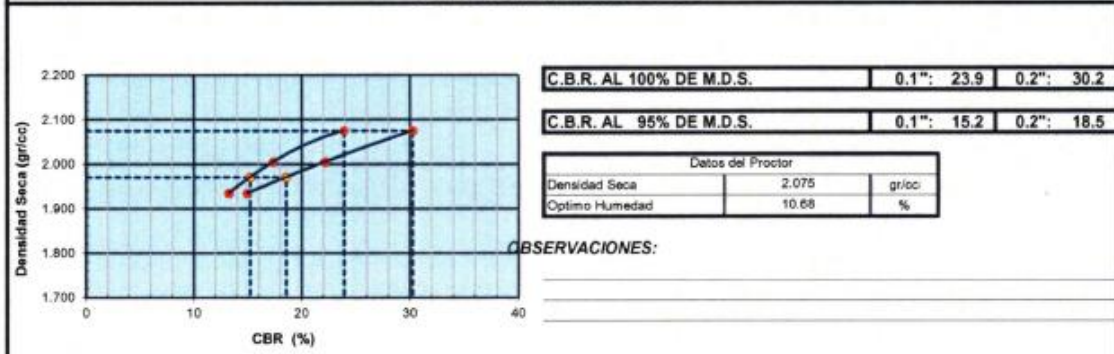 2.200
2.100
2.000
1.900
1.800
1.700
Densidad Seca (gr/cc)
0 10 20 30 40
CBR (%)
C.B.R. AL 100% DE M.D.S. 0.1": 23.9 0.2": 30.2
C.B.R. AL 95% DE M.D.S. 0.1": 15.2 0.2": 18.5
Datos del Proctor
Densidad Seca 2.075 gr/cc
Optimo Humedad 10.68 %
OBSERVACIONES: